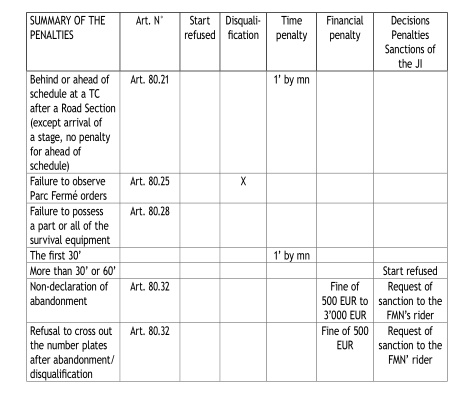 SUMMARY OF THE PENALTIES Art. N° Start refused Disquali-fication Time penalty Financial penalty Decisions Penalties Sanctions of the JI
Behind or ahead of schedule at a TC after a Road Section (except arrival of a stage, no penalty for ahead of schedule) Art. 80.21 1' by mn
Failure to observe Parc Fermé orders Art. 80.25 X
Failure to possess a part or all of the survival equipment Art. 80.28
The first 30' 1' by mn
More than 30' or 60' Start refused
Non-declaration of abandonment Art. 80.32 Fine of 500 EUR to 3'000 EUR Request of sanction to the FMN's rider
Refusal to cross out the number plates after abandonment/ disqualification Art. 80.32 Fine of 500 EUR Request of sanction to the FMN' rider